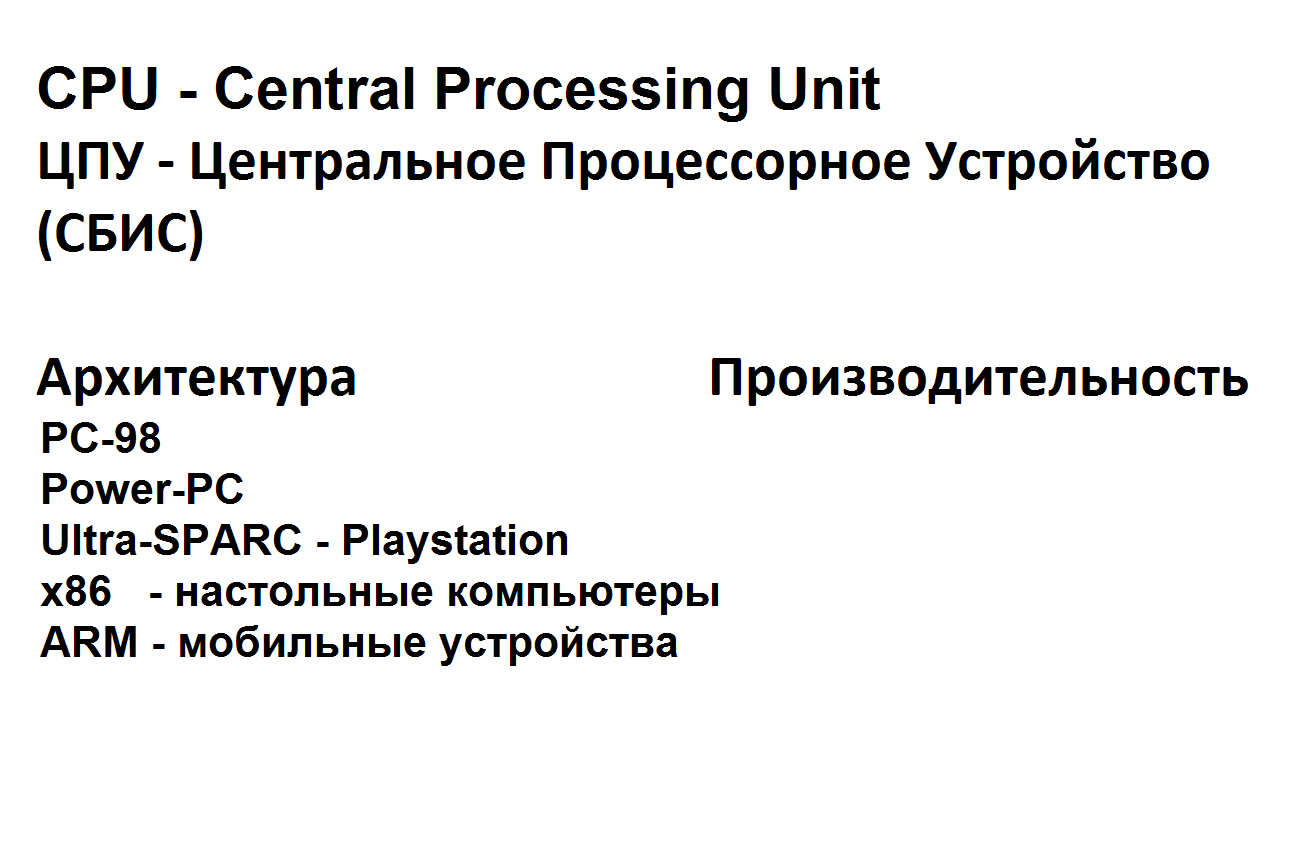 CPU - Central Processing Unit
ЦПУ - Центральное Процессорное Устройство
(СБИС)
Архитектура
Производительность
PC-98
Power-PC
Ultra-SPARC - Playstation
x86 - настольные компьютеры
ARM - мобильные устройства